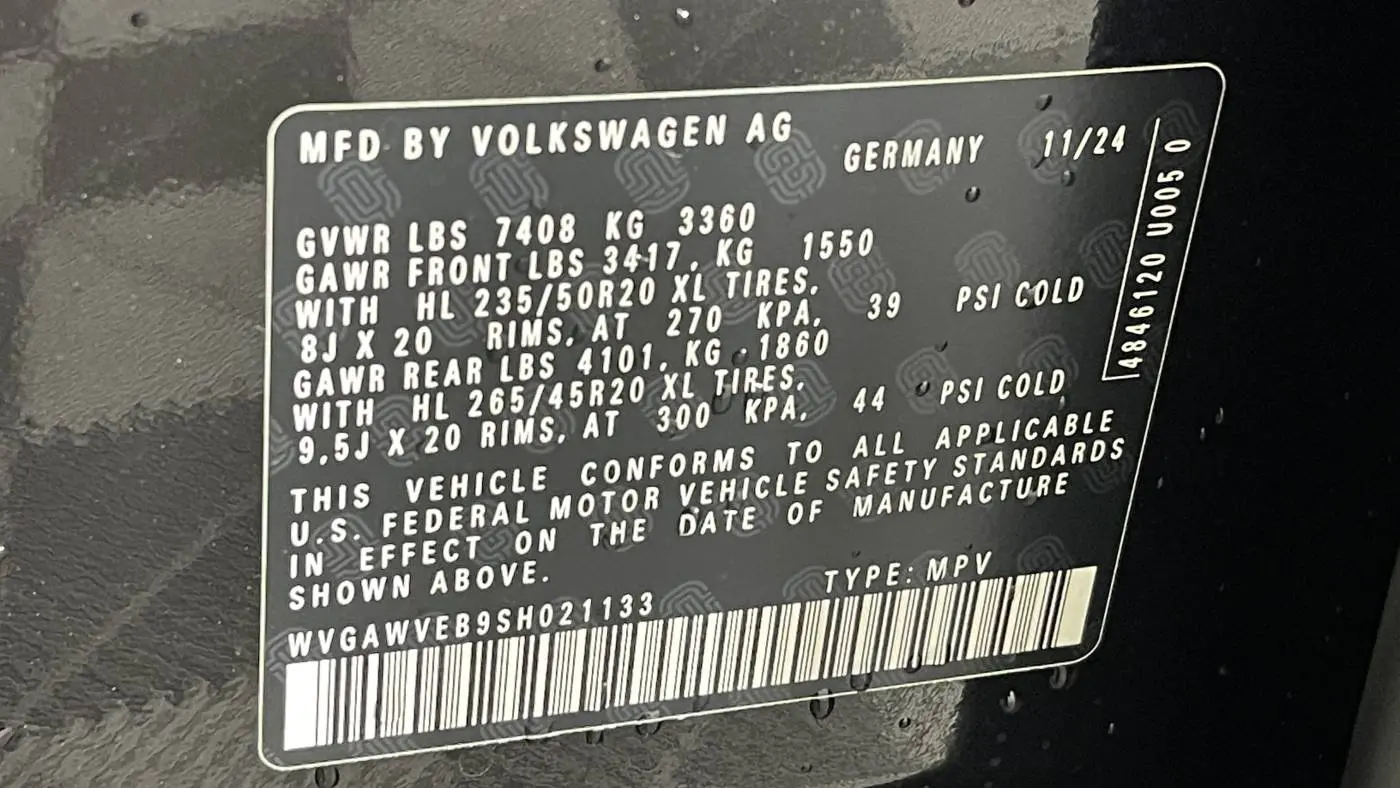 MFD BY VOLKSWAGEN AG
GERMANY 11/24
GVWR LBS 7408 KG 3360
GAWR FRONT LBS 3417, KG 1550
WITH HL 235/50R20 XL TIRES,
8J X 20 RIMS, AT 270 KPA, 39 PSI COLD
GAWR REAR LBS 4101, KG 1860
WITH HL 265/45R20 XL TIRES,
9,5J X 20 RIMS, AT 300 KPA, 44 PSI COLD
THIS VEHICLE CONFORMS TO ALL APPLICABLE
U.S. FEDERAL MOTOR VEHICLE SAFETY STANDARDS
IN EFFECT ON THE DATE OF MANUFACTURE
SHOWN ABOVE.
TYPE: MPV
WVGAWVEB9SH021133
4846120 U005 0